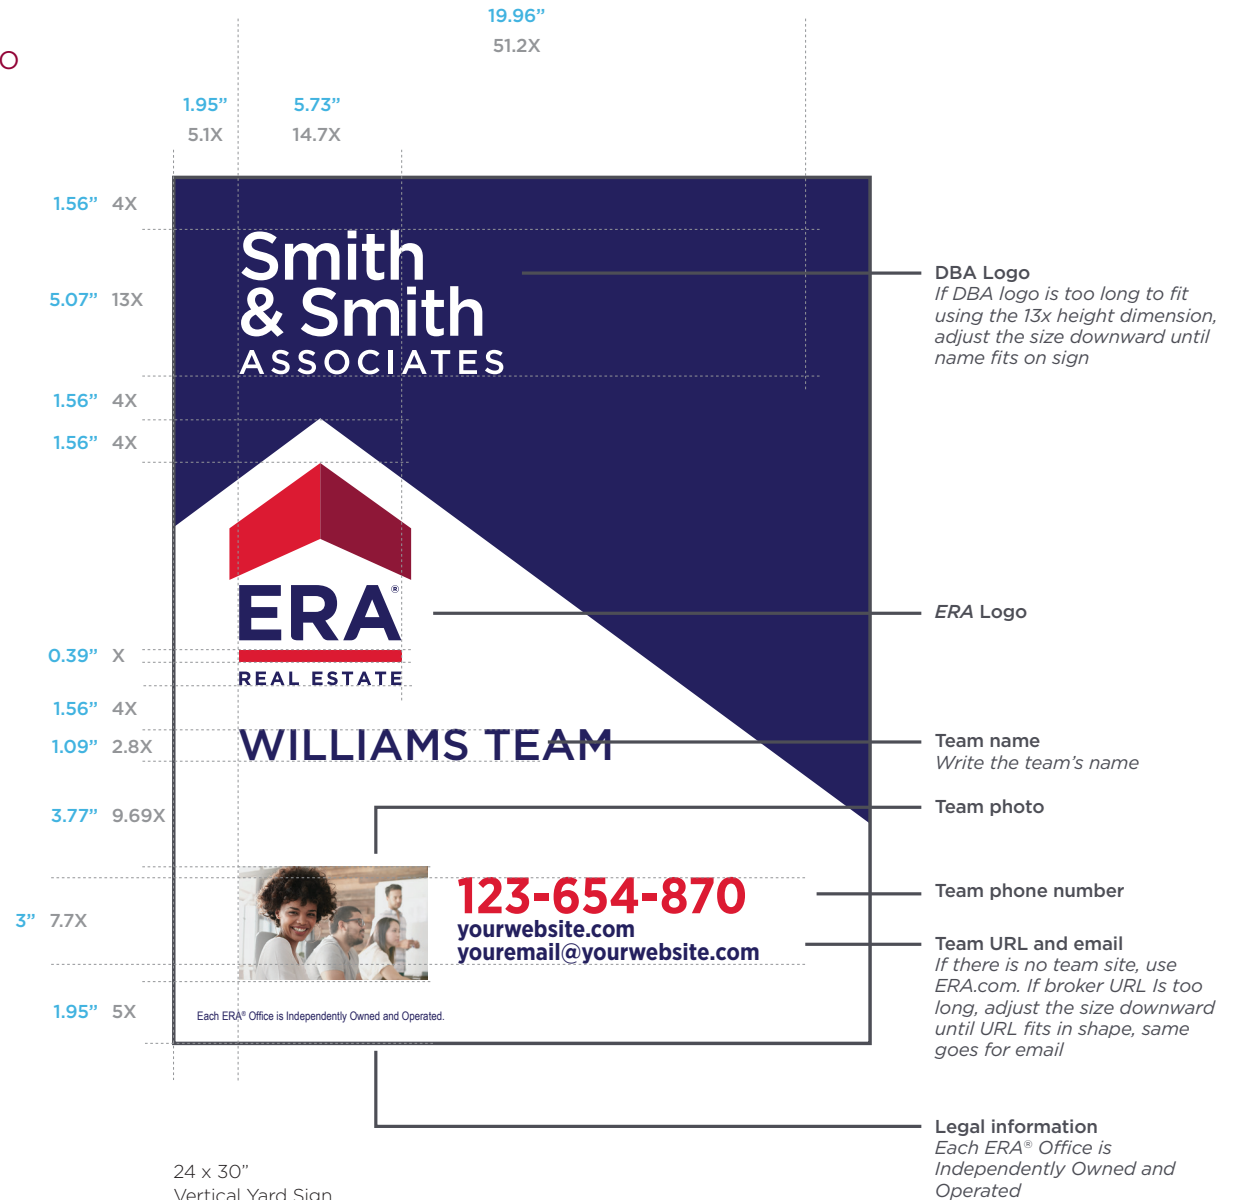 19.96”
51.2X
O
1.95” 5.73”
5.1X 14.7X
1.56” 4X
Smith
& Smith
ASSOCIATES
5.07” 13X
DBA Logo
If DBA logo is too long to fit
using the 13x height dimension,
adjust the size downward until
name fits on sign
1.56” 4X
1.56” 4X
ERA®
REAL ESTATE
ERA Logo
0.39” X
1.56” 4X
1.09” 2.8X
WILLIAMS TEAM
Team name
Write the team’s name
3.77” 9.69X
Team photo
123-654-870
yourwebsite.com
youremail@yourwebsite.com
Team phone number
3” 7.7X
Team URL and email
If there is no team site, use
ERA.com. If broker URL Is too
long, adjust the size downward
until URL fits in shape, same
goes for email
1.95” 5X
Each ERA® Office is Independently Owned and Operated.
Legal information
Each ERA® Office is
Independently Owned and
Operated
24 x 30”
Vertical Yard Sign